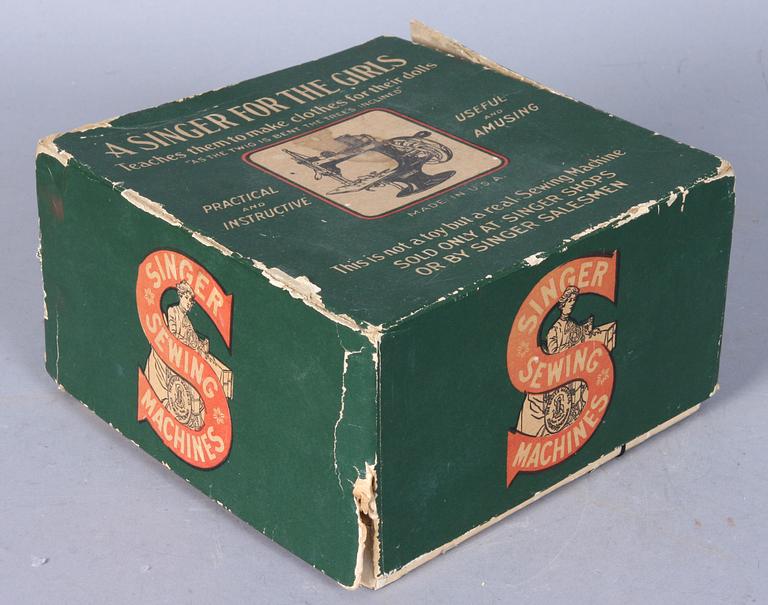 A SINGER FOR THE GIRLS
Teaches them to make clothes for their dolls
"AS THE TWIG IS BENT THE TREE'S INCLINED"
PRACTICAL
AND
INSTRUCTIVE
USEFUL
AND
AMUSING
MADE IN U.S.A.
This is not a toy but a real Sewing Machine
SOLD ONLY AT SINGER SHOPS
OR BY SINGER SALESMEN
SINGER
SEWING
MACHINES
SINGER
SEWING
MACHINES